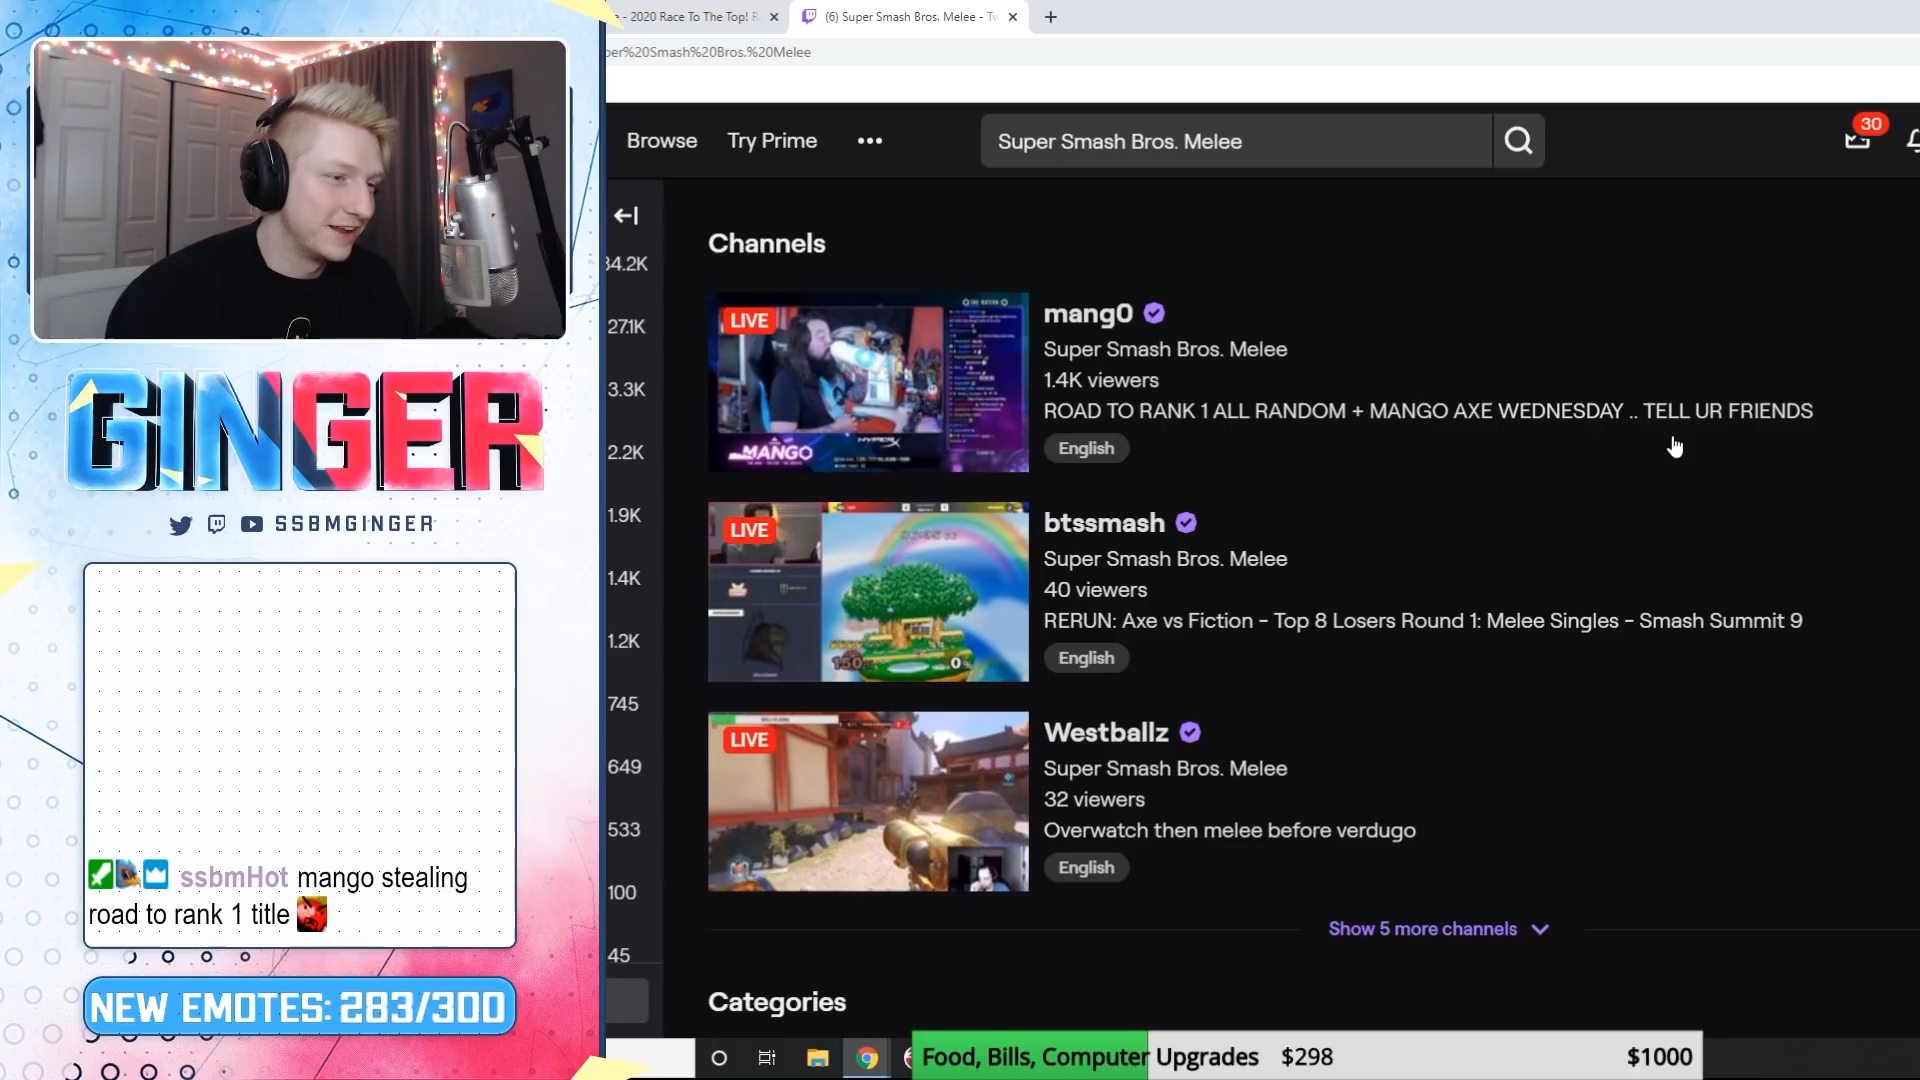 - 2020 Race To The Top! R
(6) Super Smash Bros. Melee - Tw
per%20Smash%20Bros.%20Melee
Browse
Try Prime
Super Smash Bros. Melee
30
34.2K
27.1K
3.3K
2.2K
1.9K
1.4K
1.2K
745
649
533
100
45
Channels
LIVE
MANGO
HYPERX
mang0
Super Smash Bros. Melee
1.4K viewers
ROAD TO RANK 1 ALL RANDOM + MANGO AXE WEDNESDAY .. TELL UR FRIENDS
English
LIVE
150
0%
btssmash
Super Smash Bros. Melee
40 viewers
RERUN: Axe vs Fiction - Top 8 Losers Round 1: Melee Singles - Smash Summit 9
English
LIVE
Westballz
Super Smash Bros. Melee
32 viewers
Overwatch then melee before verdugo
English
Show 5 more channels
Categories
GINGER
SSBMGINGER
ssbmHot mango stealing
road to rank 1 title
NEW EMOTES: 283/300
Food, Bills, Computer Upgrades $298 $1000